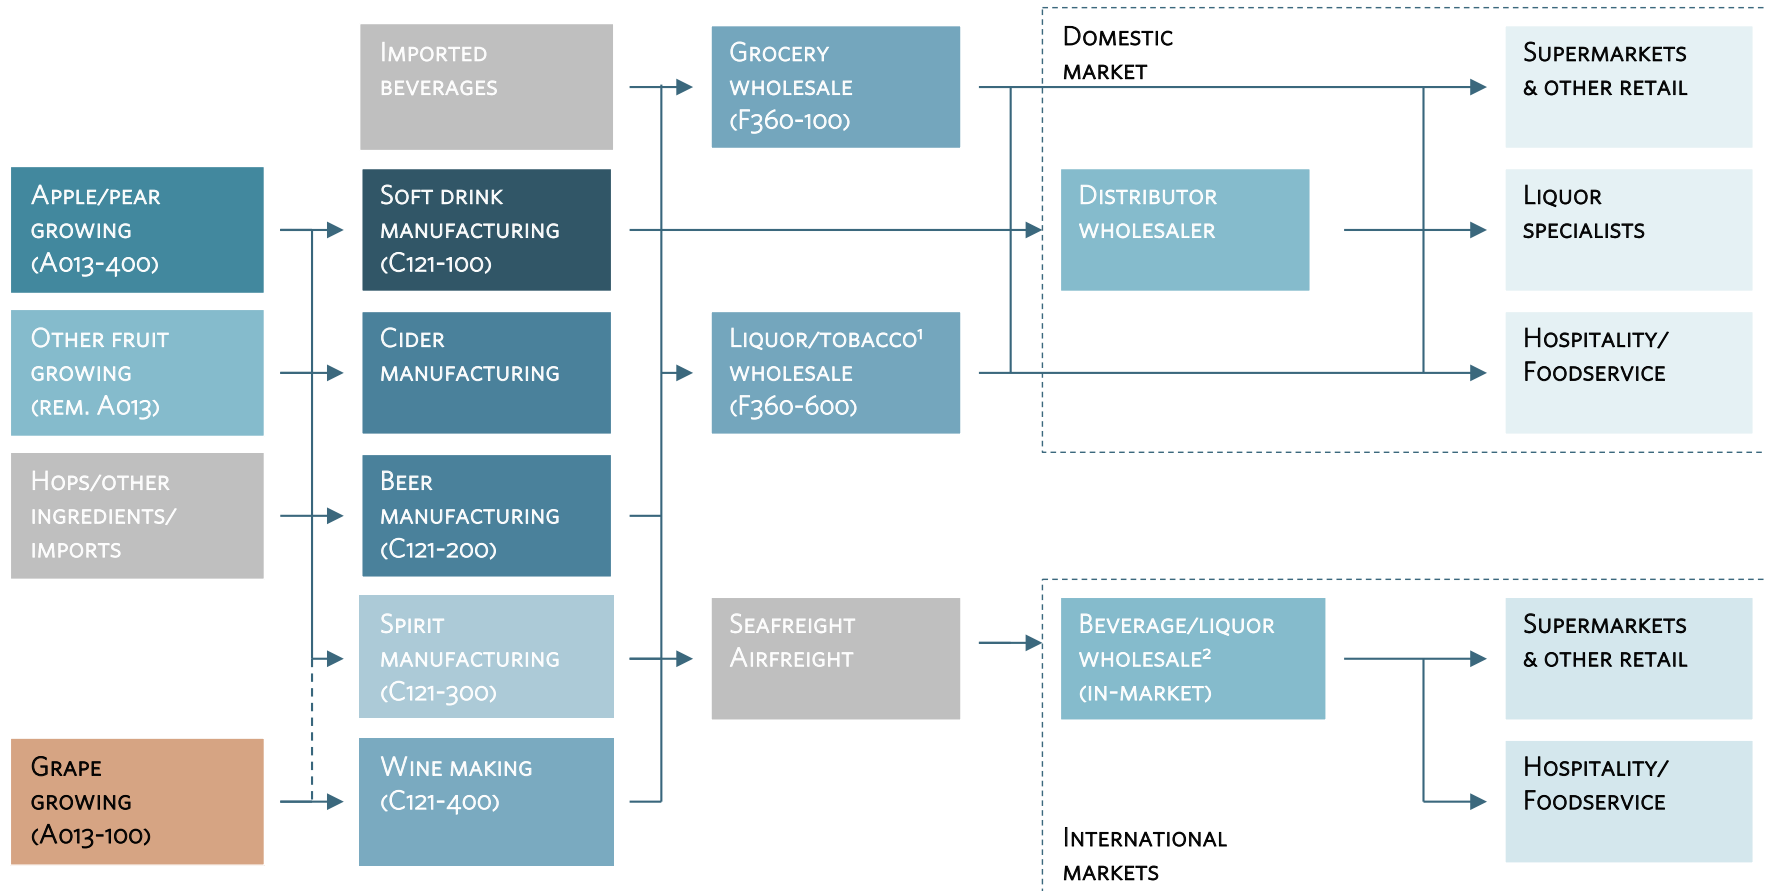 Imported
beverages
Grocery
wholesale
(F360-100)
Domestic
market
Supermarkets
& other retail
Apple/pear
growing
(A013-400)
Soft drink
manufacturing
(C121-100)
Distributor
wholesaler
Liquor
specialists
Other fruit
growing
(rem. A013)
Cider
manufacturing
Liquor/tobacco¹
wholesale
(F360-600)
Hospitality/
Foodservice
Hops/other
ingredients/
imports
Beer
manufacturing
(C121-200)
Spirit
manufacturing
(C121-300)
Seafreight
Airfreight
Beverage/liquor
wholesale²
(in-market)
Supermarkets
& other retail
Grape
growing
(A013-100)
Wine making
(C121-400)
Hospitality/
Foodservice
International
markets